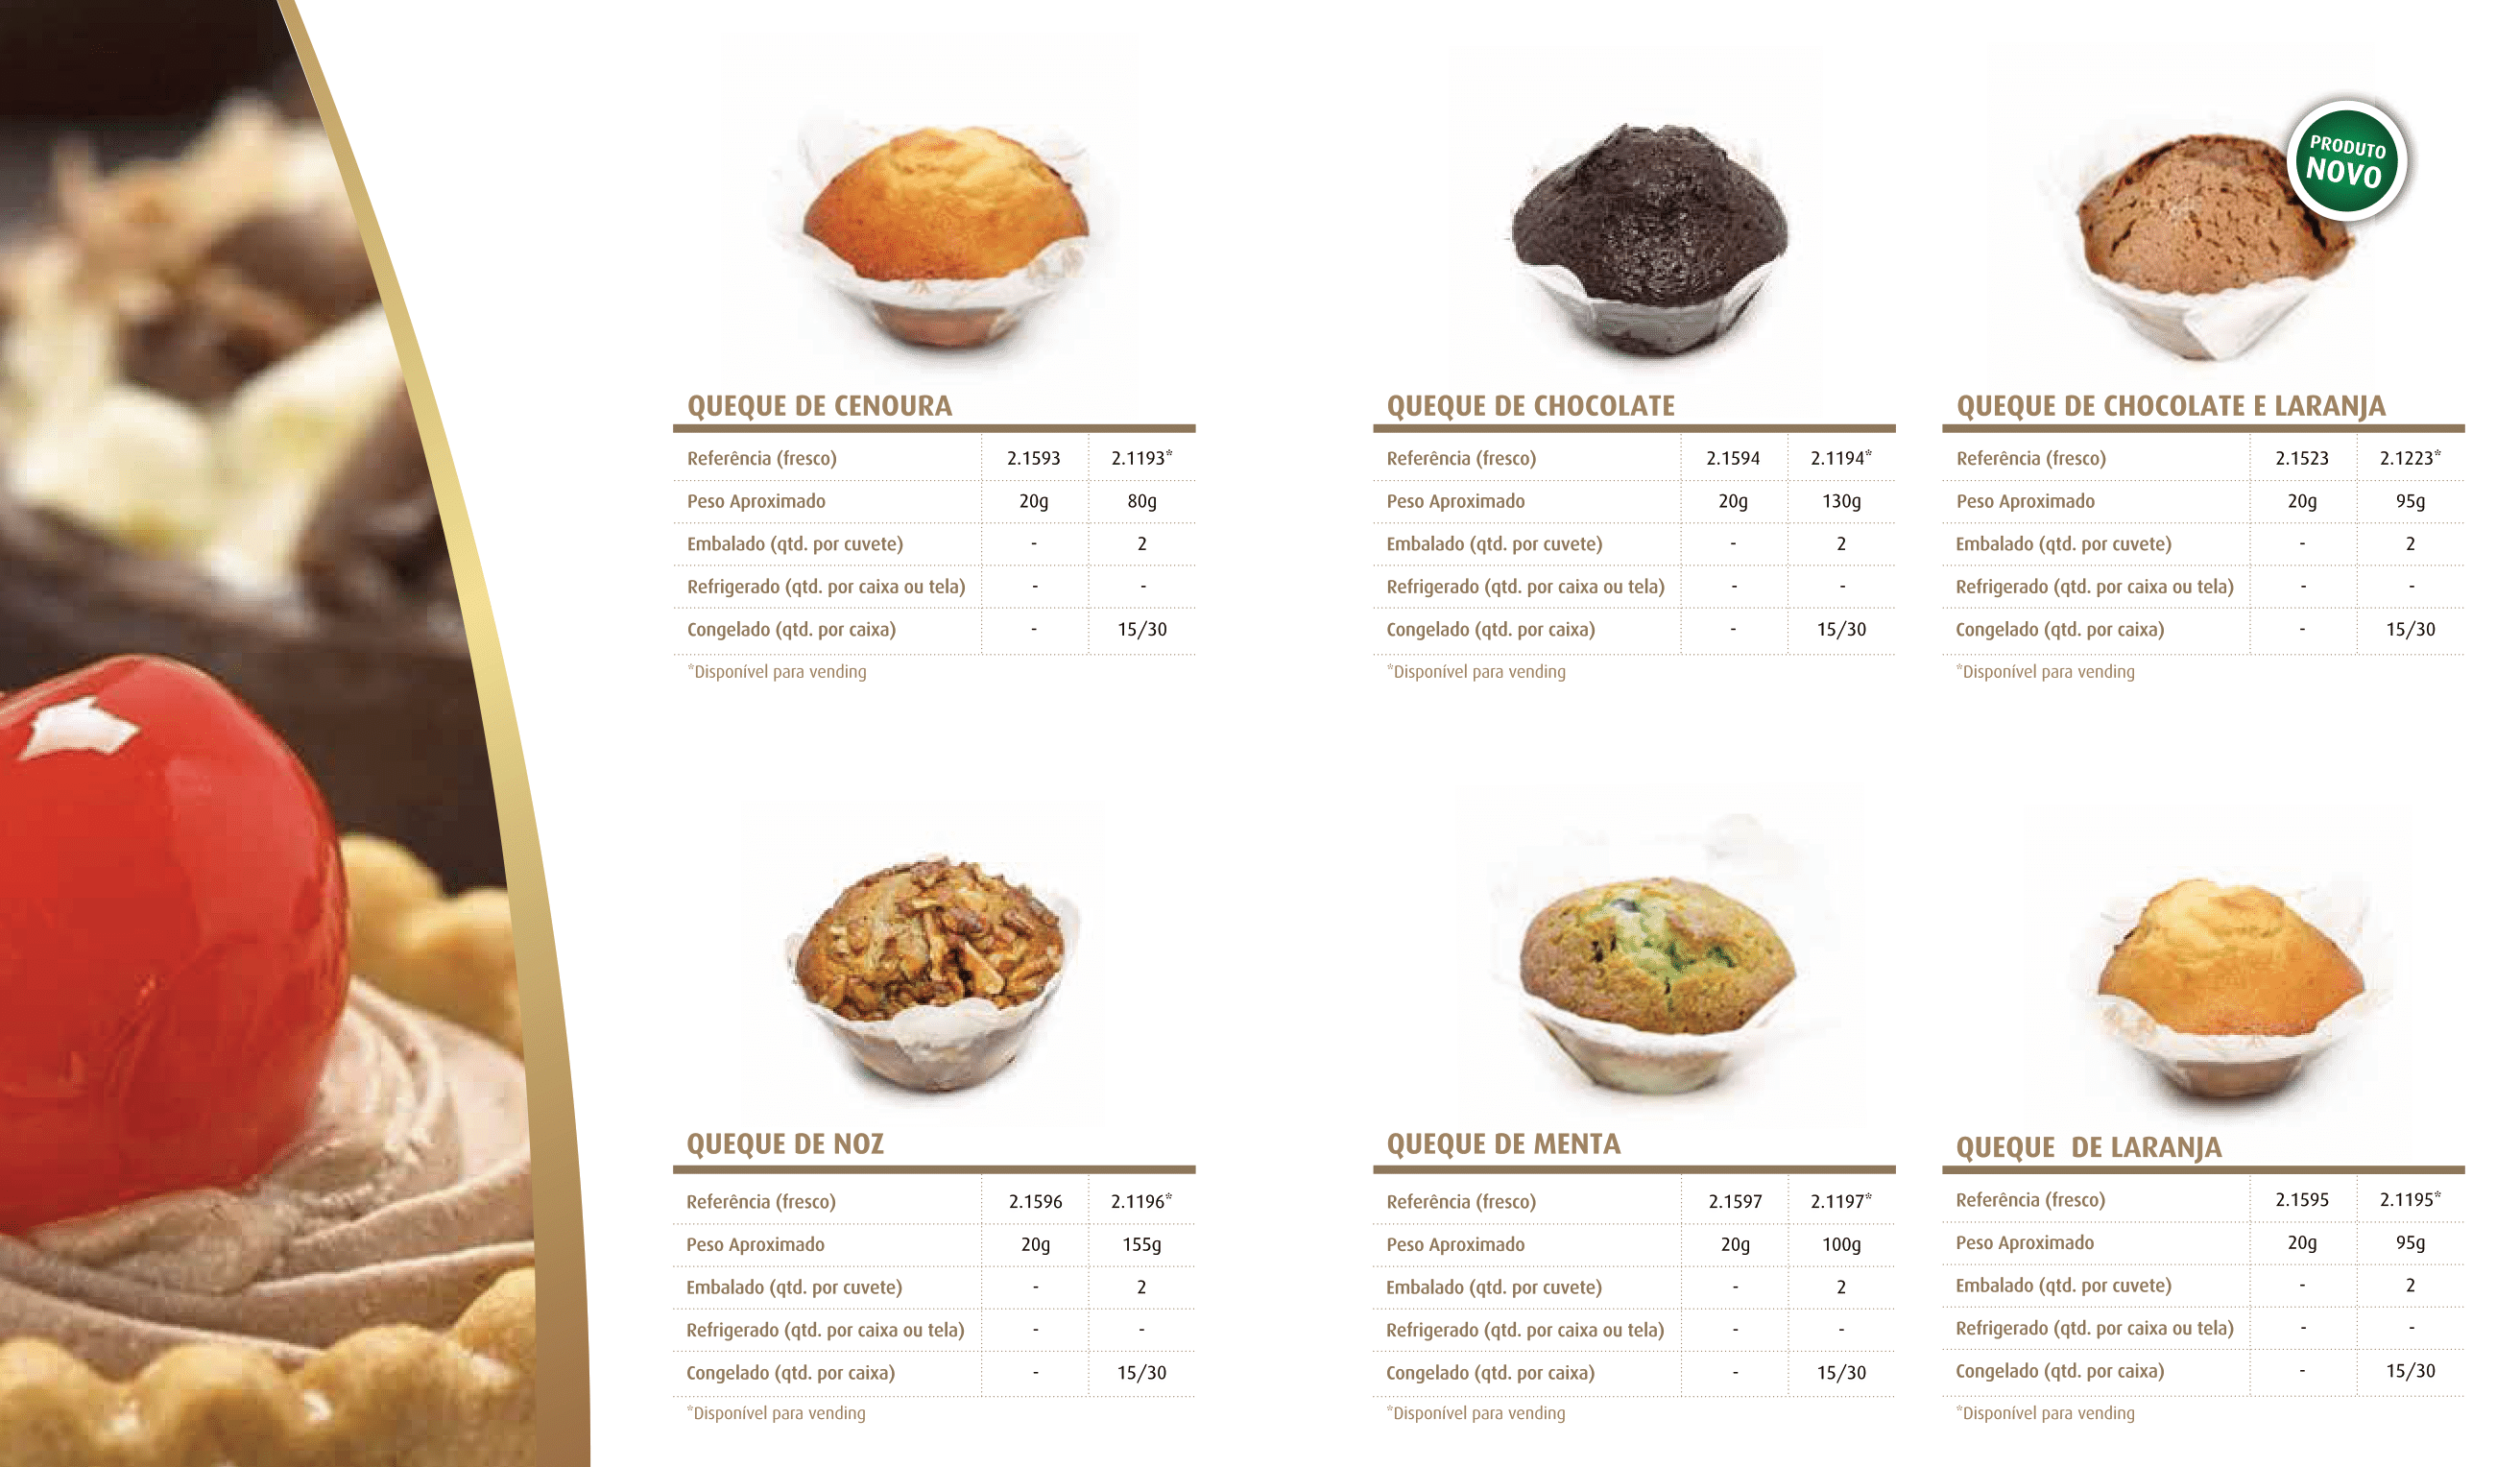 PRODUTO
NOVO
QUEQUE DE CENOURA
Referência (fresco) 2.1593 2.1193*
Peso Aproximado 20g 80g
Embalado (qtd. por cuvete) - 2
Refrigerado (qtd. por caixa ou tela) - -
Congelado (qtd. por caixa) - 15/30
*Disponível para vending
QUEQUE DE CHOCOLATE
Referência (fresco) 2.1594 2.1194*
Peso Aproximado 20g 130g
Embalado (qtd. por cuvete) - 2
Refrigerado (qtd. por caixa ou tela) - -
Congelado (qtd. por caixa) - 15/30
*Disponível para vending
QUEQUE DE CHOCOLATE E LARANJA
Referência (fresco) 2.1523 2.1223*
Peso Aproximado 20g 95g
Embalado (qtd. por cuvete) - 2
Refrigerado (qtd. por caixa ou tela) - -
Congelado (qtd. por caixa) - 15/30
*Disponível para vending
QUEQUE DE NOZ
Referência (fresco) 2.1596 2.1196*
Peso Aproximado 20g 155g
Embalado (qtd. por cuvete) - 2
Refrigerado (qtd. por caixa ou tela) - -
Congelado (qtd. por caixa) - 15/30
*Disponível para vending
QUEQUE DE MENTA
Referência (fresco) 2.1597 2.1197*
Peso Aproximado 20g 100g
Embalado (qtd. por cuvete) - 2
Refrigerado (qtd. por caixa ou tela) - -
Congelado (qtd. por caixa) - 15/30
*Disponível para vending
QUEQUE DE LARANJA
Referência (fresco) 2.1595 2.1195*
Peso Aproximado 20g 95g
Embalado (qtd. por cuvete) - 2
Refrigerado (qtd. por caixa ou tela) - -
Congelado (qtd. por caixa) - 15/30
*Disponível para vending